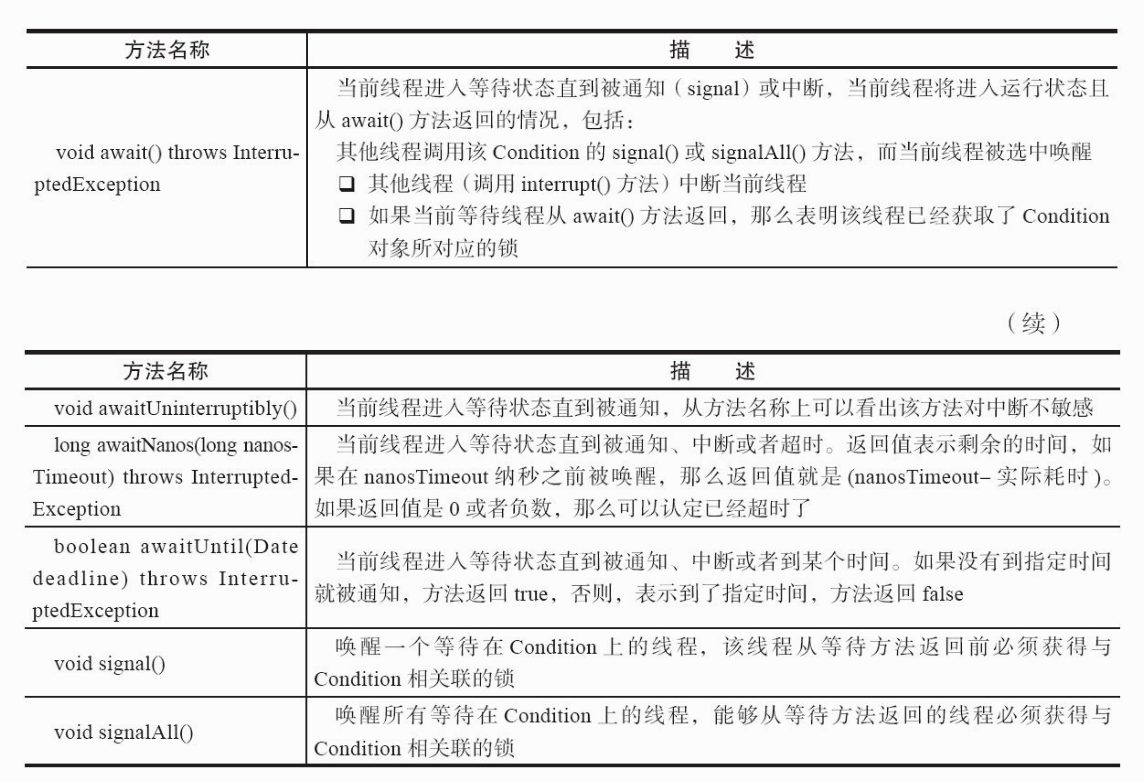 方法名称 描 述
void await() throws Interru-
ptedException
当前线程进入等待状态直到被通知（signal）或中断，当前线程将进入运行状态且
从 await() 方法返回的情况，包括：
其他线程调用该 Condition 的 signal() 或 signalAll() 方法，而当前线程被选中唤醒
❑ 其他线程（调用 interrupt() 方法）中断当前线程
❑ 如果当前等待线程从 await() 方法返回，那么表明该线程已经获取了 Condition
对象所对应的锁
（续）
方法名称 描 述
void awaitUninterruptibly()
当前线程进入等待状态直到被通知，从方法名称上可以看出该方法对中断不敏感
long awaitNanos(long nanos-
Timeout) throws Interrupted-
Exception
当前线程进入等待状态直到被通知、中断或者超时。返回值表示剩余的时间，如
果在 nanosTimeout 纳秒之前被唤醒，那么返回值就是 (nanosTimeout– 实际耗时 )。
如果返回值是 0 或者负数，那么可以认定已经超时了
boolean awaitUntil(Date
deadline) throws Interru-
ptedException
当前线程进入等待状态直到被通知、中断或者到某个时间。如果没有到指定时间
就被通知，方法返回 true，否则，表示到了指定时间，方法返回 false
void signal()
唤醒一个等待在 Condition 上的线程，该线程从等待方法返回前必须获得与
Condition 相关联的锁
void signalAll()
唤醒所有等待在 Condition 上的线程，能够从等待方法返回的线程必须获得与
Condition 相关联的锁